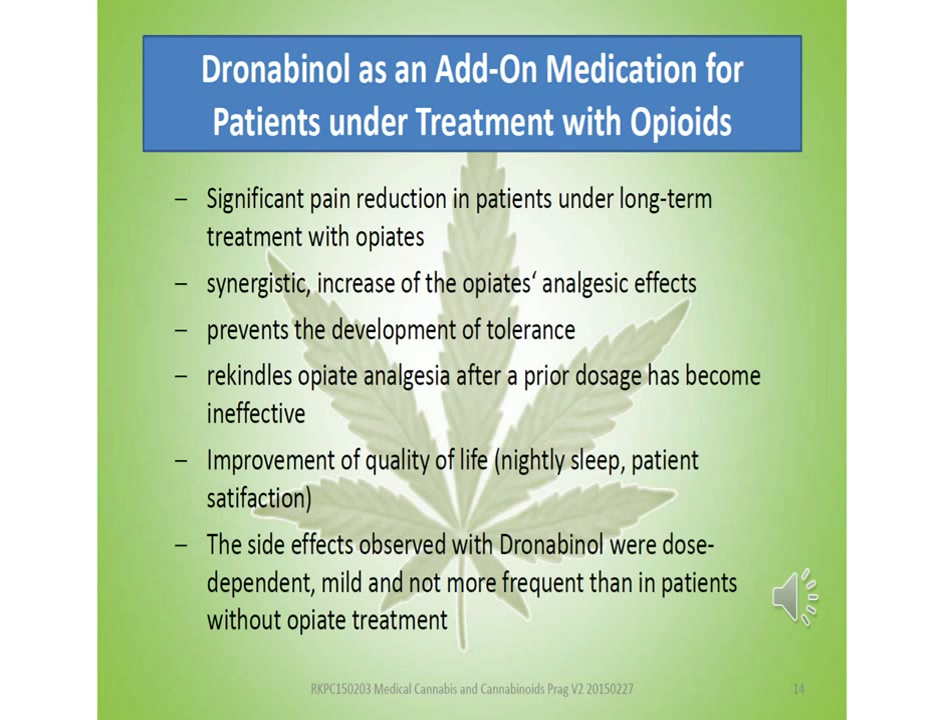 Dronabinol as an Add-On Medication for
Patients under Treatment with Opioids
– Significant pain reduction in patients under long-term
treatment with opiates
– synergistic, increase of the opiates‘ analgesic effects
– prevents the development of tolerance
– rekindles opiate analgesia after a prior dosage has become
ineffective
– Improvement of quality of life (nightly sleep, patient
satifaction)
– The side effects observed with Dronabinol were dose-
dependent, mild and not more frequent than in patients
without opiate treatment
RKPC150203 Medical Cannabis and Cannabinoids Prag V2 20150227
14